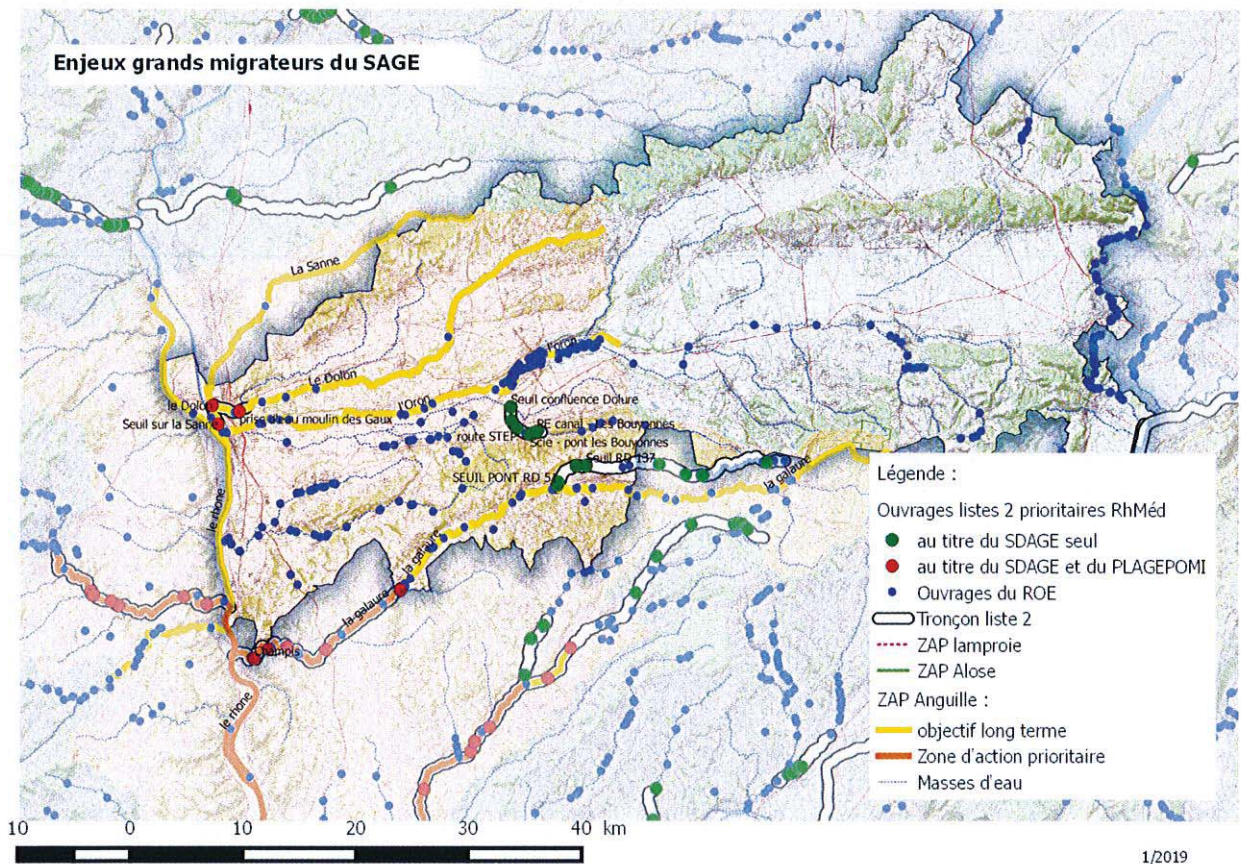 Enjeux grands migrateurs du SAGE
La Sanne
Le Dolon
l'oron
le Dolon
prise d'eau moulin des Gaux
l'Oron
Seuil sur la Sanne
Seuil confluence Dolure
RE canal - Les Bouyonnes
route STEP
Scie - pont les Bouyonnes
Seuil RD 137
SEUIL PONT RD 51
la galaure
le rhone
la galaure
la galaure
Champis
le rhone
Légende :
Ouvrages listes 2 prioritaires RhMéd
au titre du SDAGE seul
au titre du SDAGE et du PLAGEPOMI
Ouvrages du ROE
Tronçon liste 2
ZAP lamproie
ZAP Alose
ZAP Anguille :
objectif long terme
Zone d'action prioritaire
Masses d'eau
10 0 10 20 30 40 km
1/2019